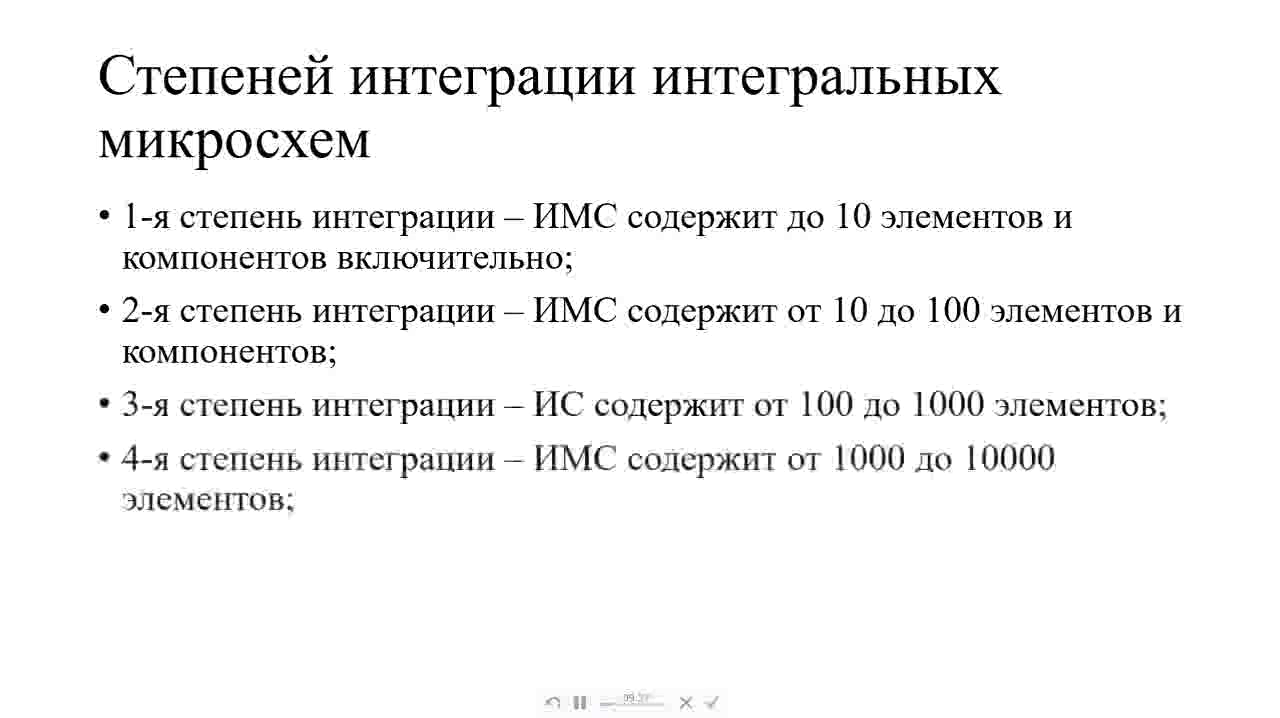 Степеней интеграции интегральных
микросхем
• 1-я степень интеграции – ИМС содержит до 10 элементов и
компонентов включительно;
• 2-я степень интеграции – ИМС содержит от 10 до 100 элементов и
компонентов;
• 3-я степень интеграции – ИС содержит от 100 до 1000 элементов;
• 4-я степень интеграции – ИМС содержит от 1000 до 10000
элементов;